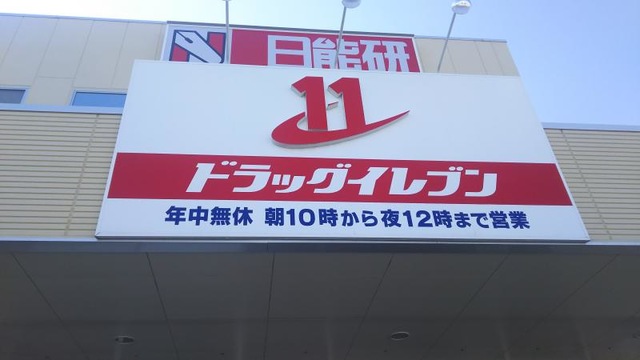 N 日能研
11
ドラッグイレブン
年中無休 朝10時から夜12時まで営業